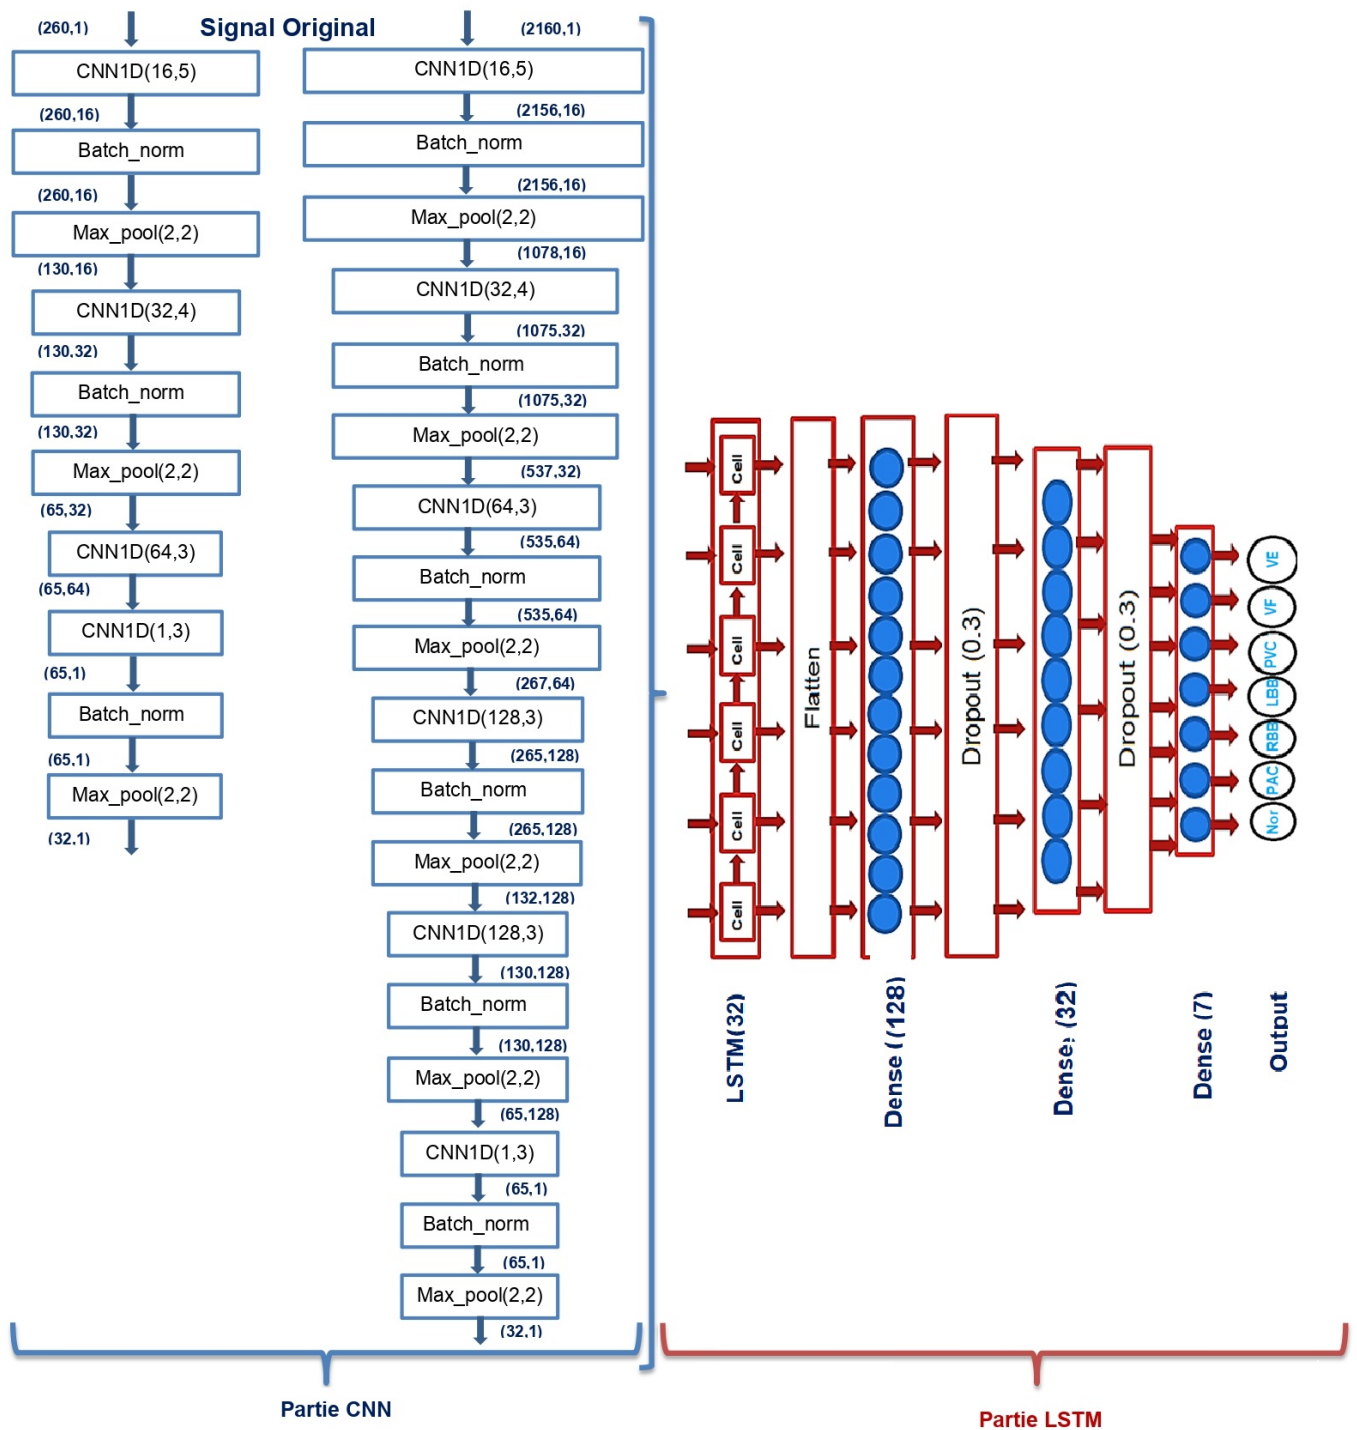 Signal Original
(260,1)
CNN1D(16,5)
(260,16)
Batch_norm
(260,16)
Max_pool(2,2)
(130,16)
CNN1D(32,4)
(130,32)
Batch_norm
(130,32)
Max_pool(2,2)
(65,32)
CNN1D(64,3)
(65,64)
CNN1D(1,3)
(65,1)
Batch_norm
(65,1)
Max_pool(2,2)
(32,1)
(2160,1)
CNN1D(16,5)
(2156,16)
Batch_norm
(2156,16)
Max_pool(2,2)
(1078,16)
CNN1D(32,4)
(1075,32)
Batch_norm
(1075,32)
Max_pool(2,2)
(537,32)
CNN1D(64,3)
(535,64)
Batch_norm
(535,64)
Max_pool(2,2)
(267,64)
CNN1D(128,3)
(265,128)
Batch_norm
(265,128)
Max_pool(2,2)
(132,128)
CNN1D(128,3)
(130,128)
Batch_norm
(130,128)
Max_pool(2,2)
(65,128)
CNN1D(1,3)
(65,1)
Batch_norm
(65,1)
Max_pool(2,2)
(32,1)
Partie CNN
Cell
Cell
Cell
Cell
Cell
Cell
LSTM(32)
Flatten
Dense ((128)
Dropout (0.3)
Dense, (32)
Dropout (0.3)
Dense (7)
VE
VF
PVC
LBB
RBB
PAC
Nor
Output
Partie LSTM